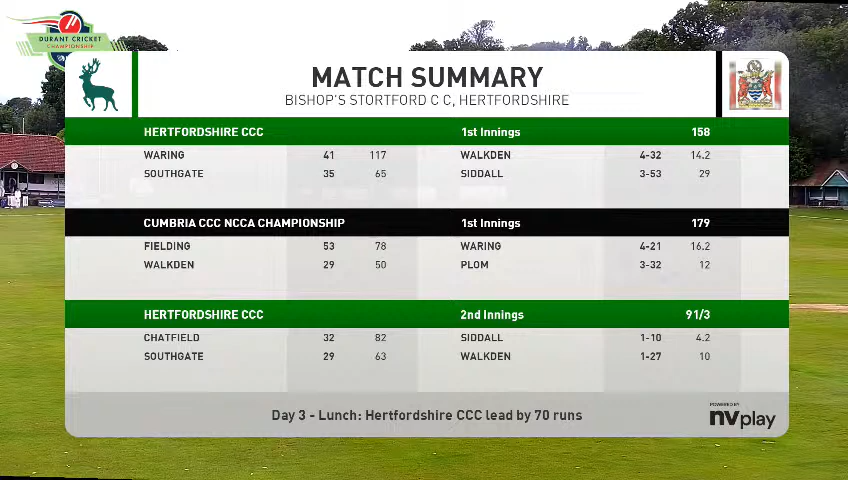 DURANT CRICKET
CHAMPIONSHIP
MATCH SUMMARY
BISHOP'S STORTFORD C C, HERTFORDSHIRE
HERTFORDSHIRE CCC 1st Innings 158
WARING 41 117 WALKDEN 4-32 14.2
SOUTHGATE 35 65 SIDDALL 3-53 29
CUMBRIA CCC NCCA CHAMPIONSHIP 1st Innings 179
FIELDING 53 78 WARING 4-21 16.2
WALKDEN 29 50 PLOM 3-32 12
HERTFORDSHIRE CCC 2nd Innings 91/3
CHATFIELD 32 82 SIDDALL 1-10 4.2
SOUTHGATE 29 63 WALKDEN 1-27 10
Day 3 - Lunch: Hertfordshire CCC lead by 70 runs
POWERED BY
nvplay